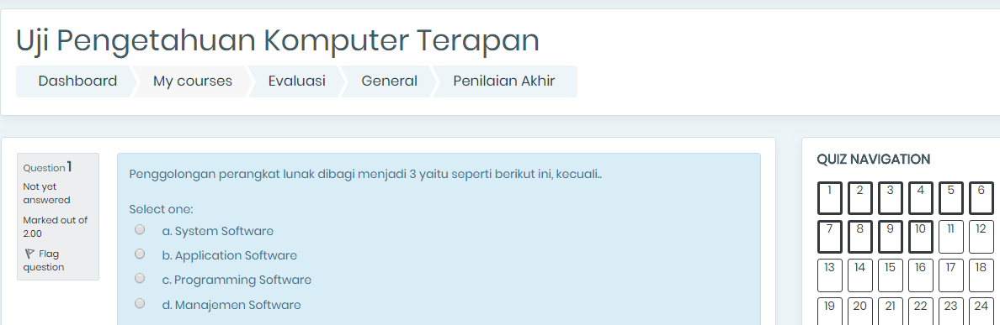 Uji Pengetahuan Komputer Terapan
Dashboard My courses Evaluasi General Penilaian Akhir
Question 1
Not yet
answered
Marked out of
2.00
Flag
question
Penggolongan perangkat lunak dibagi menjadi 3 yaitu seperti berikut ini, kecuali..
Select one:
a. System Software
b. Application Software
c. Programming Software
d. Manajemen Software
QUIZ NAVIGATION
1 2 3 4 5 6
7 8 9 10 11 12
13 14 15 16 17 18
19 20 21 22 23 24